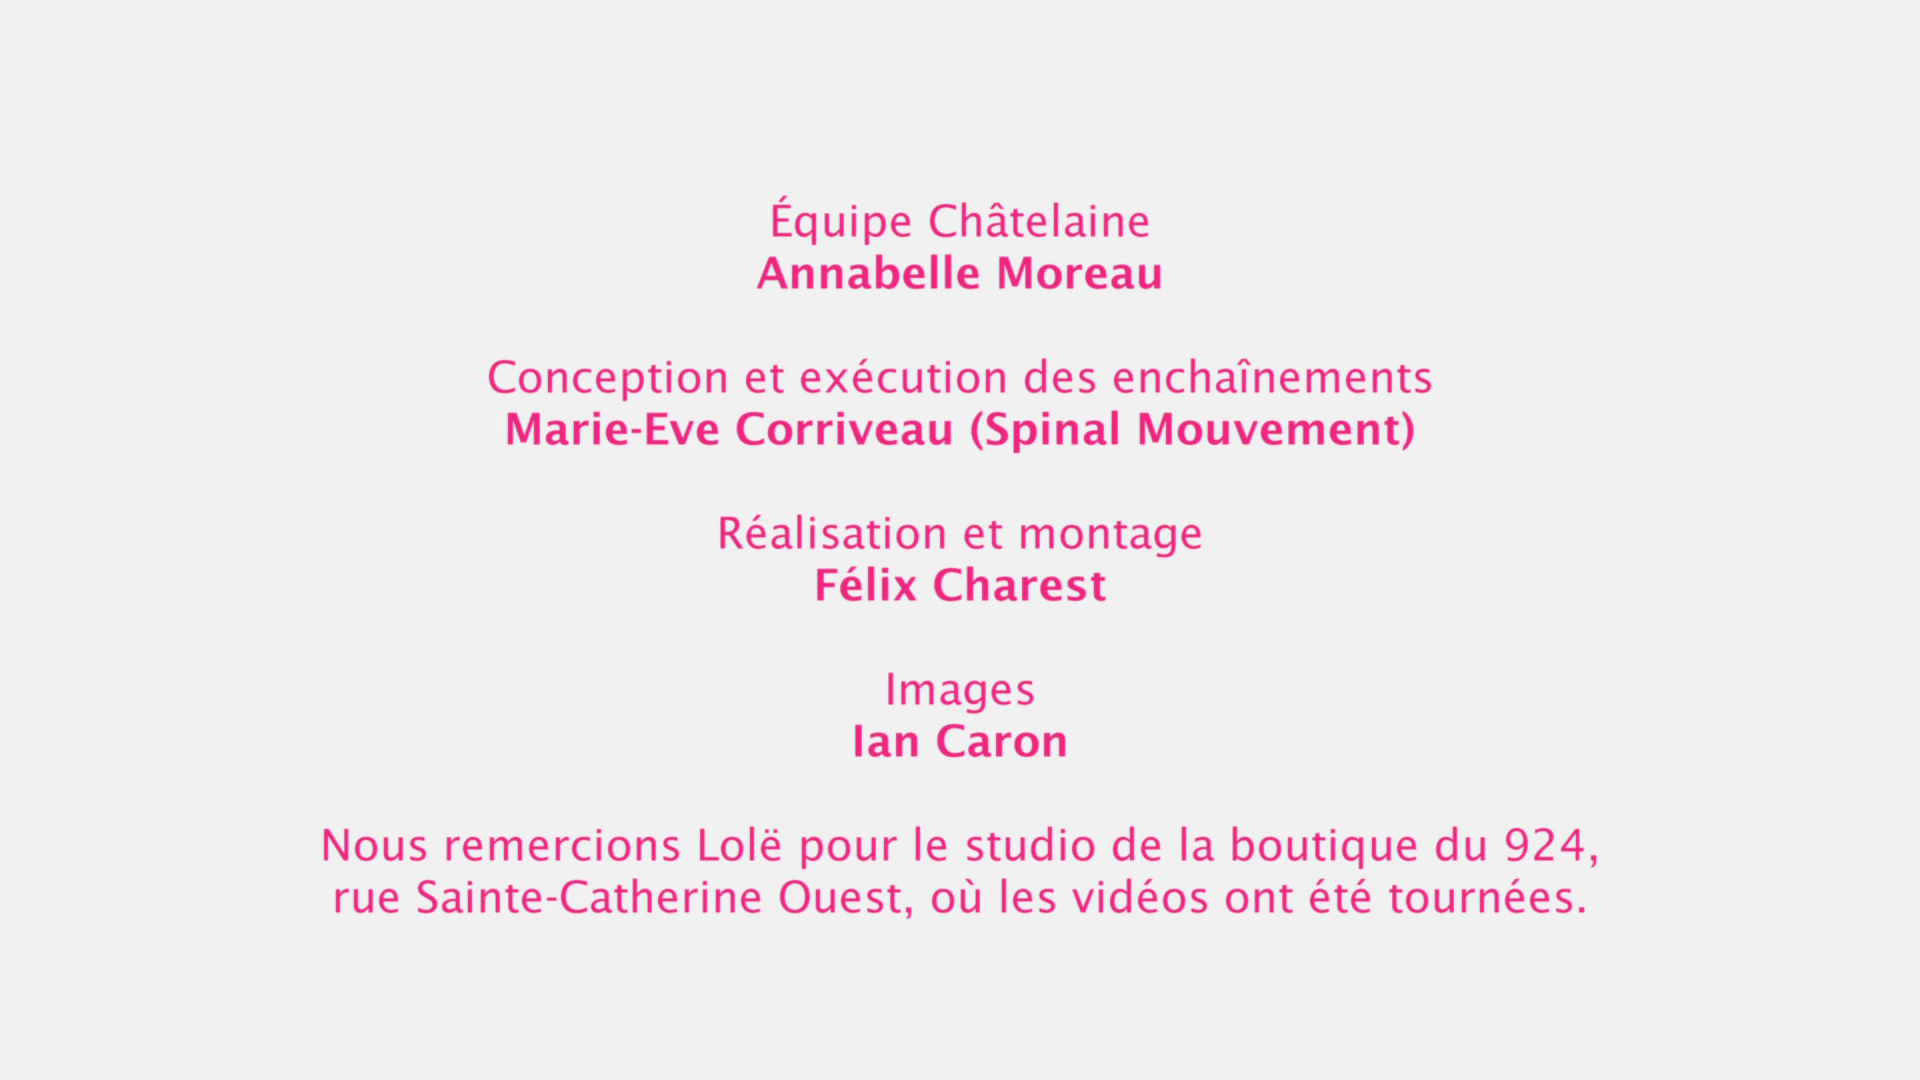 Équipe Châtelaine
Annabelle Moreau
Conception et exécution des enchaînements
Marie-Eve Corriveau (Spinal Mouvement)
Réalisation et montage
Félix Charest
Images
Ian Caron
Nous remercions Lolë pour le studio de la boutique du 924,
rue Sainte-Catherine Ouest, où les vidéos ont été tournées.